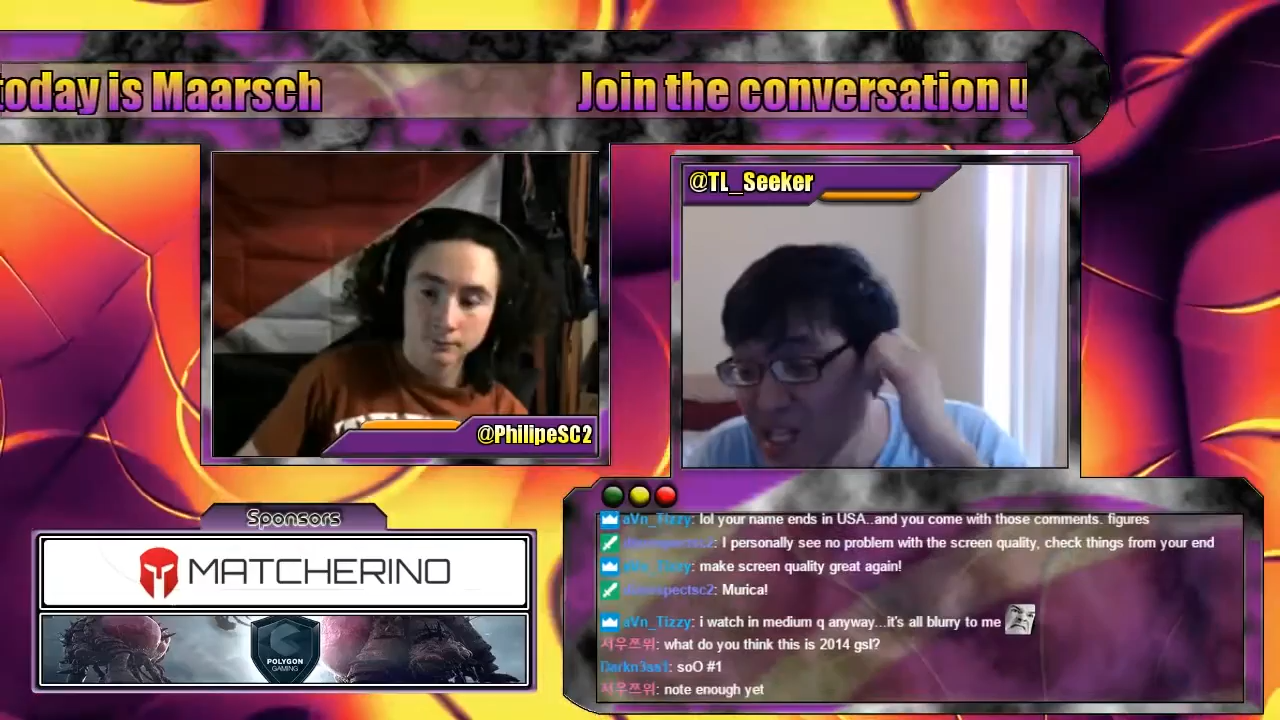 today is Maarsch
Join the conversation u
@TL_Seeker
@PhilipeSC2
Sponsors
MATCHERINO
POLYGON
GAMING
aVn_Tizzy: lol your name ends in USA..and you come with those comments. figures
: I personally see no problem with the screen quality, check things from your end
aVn_Tizzy: make screen quality great again!
: Murica!
aVn_Tizzy: i watch in medium q anyway...it's all blurry to me
서우쯔위: what do you think this is 2014 gsl?
Darkn3ss1: soO #1
서우쯔위: note enough yet